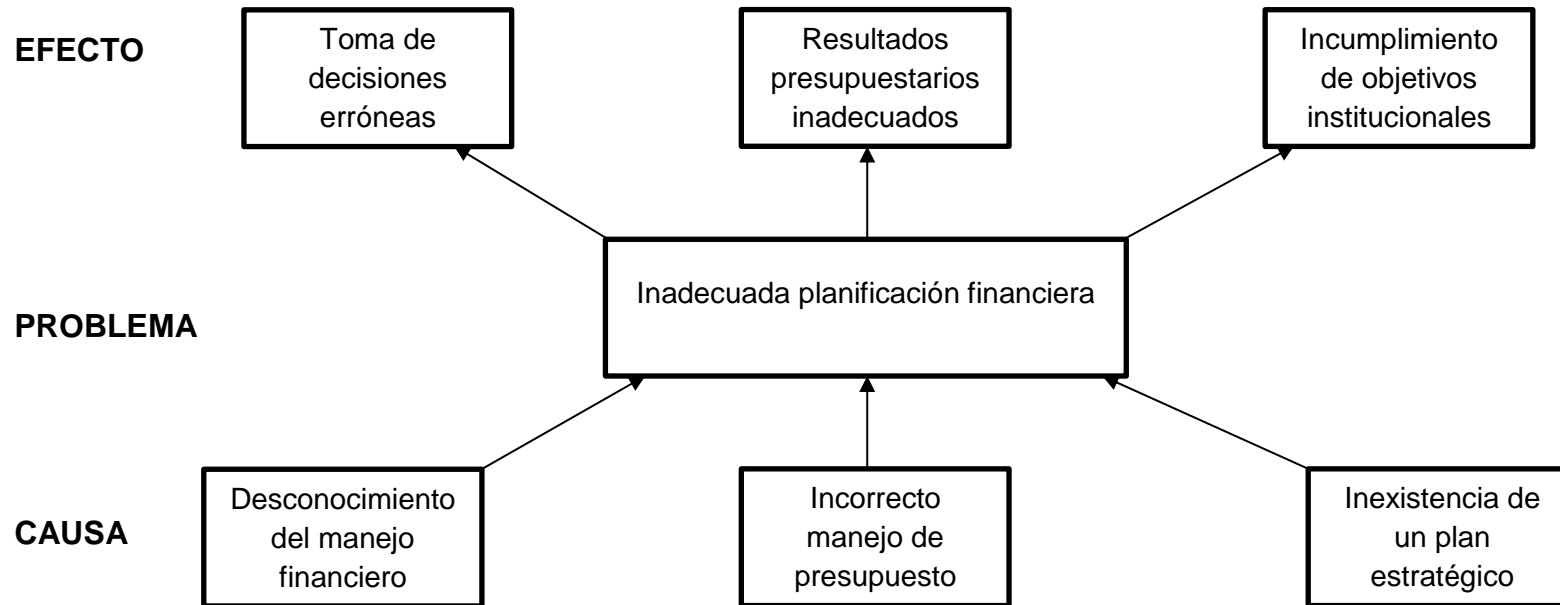 EFECTO
Toma de
decisiones
erróneas
Resultados
presupuestarios
inadecuados
Incumplimiento
de objetivos
institucionales
PROBLEMA
Inadecuada planificación financiera
CAUSA
Desconocimiento
del manejo
financiero
Incorrecto
manejo de
presupuesto
Inexistencia de
un plan
estratégico